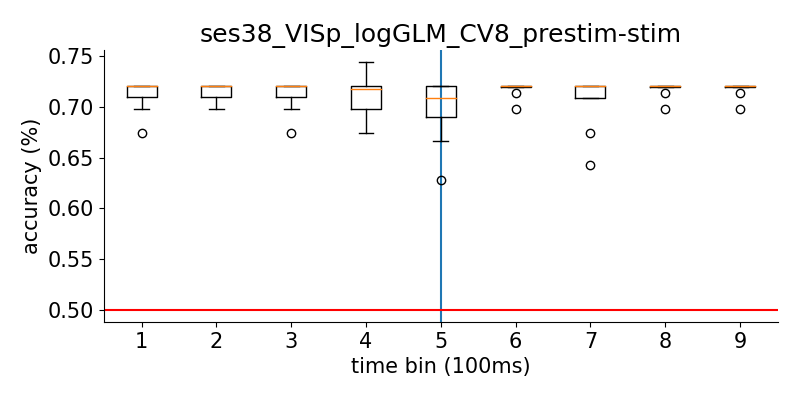 ses38_VISp_logGLM_CV8_prestim-stim
accuracy (%)
0.75
0.70
0.65
0.60
0.55
0.50
1 2 3 4 5 6 7 8 9
time bin (100ms)